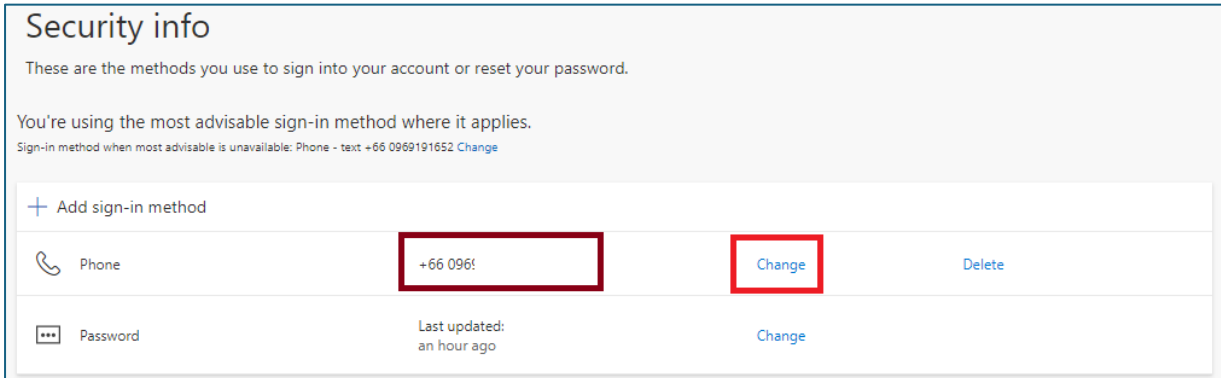 Security info
These are the methods you use to sign into your account or reset your password.
You're using the most advisable sign-in method where it applies.
Sign-in method when most advisable is unavailable: Phone - text +66 0969191652 Change
+ Add sign-in method
Phone +66 0969 Change Delete
Password Last updated: Change
an hour ago